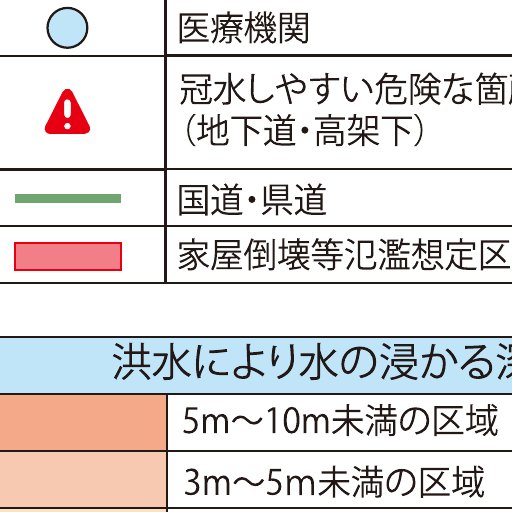 医療機関
冠水しやすい危険な箇
（地下道・高架下）
国道・県道
家屋倒壊等氾濫想定区
洪水により水の浸かる
5m～10m未満の区域
3m～5m未満の区域